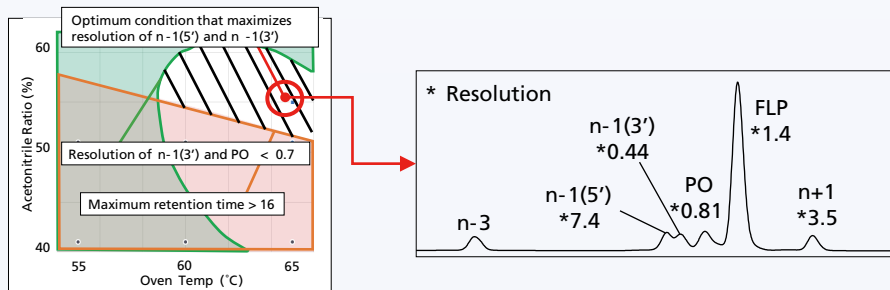 Optimum condition that maximizes
resolution of n-1(5’) and n -1(3’)
60
50
40
Acetonitrile Ratio (%)
Resolution of n-1(3’) and PO < 0.7
Maximum retention time > 16
55
60
65
Oven Temp (˚C)
* Resolution
n-3
n-1(5’)
*7.4
n-1(3’)
*0.44
PO
*0.81
FLP
*1.4
n+1
*3.5